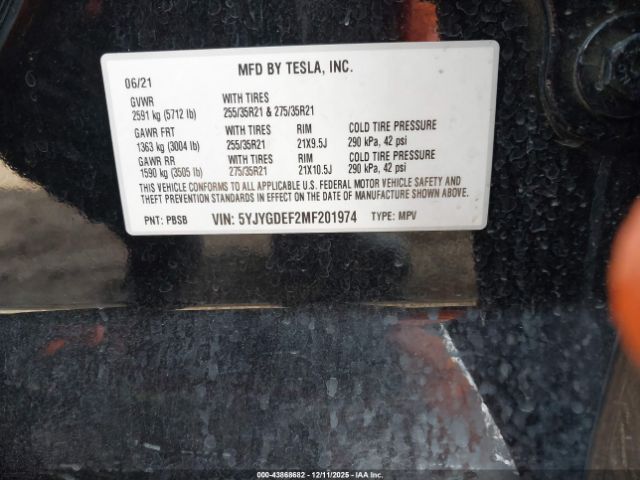 MFD BY TESLA, INC.
06/21
GVWR WITH TIRES
2591 kg (5712 lb) 255/35R21 & 275/35R21
GAWR FRT WITH TIRES RIM COLD TIRE PRESSURE
1363 kg (3004 lb) 255/35R21 21X9.5J 290 kPa, 42 psi
GAWR RR WITH TIRES RIM COLD TIRE PRESSURE
1590 kg (3505 lb) 275/35R21 21X10.5J 290 kPa, 42 psi
THIS VEHICLE CONFORMS TO ALL APPLICABLE U.S. FEDERAL MOTOR VEHICLE SAFETY AND
THEFT PREVENTION STANDARDS IN EFFECT ON THE DATE OF MANUFACTURE SHOWN ABOVE.
PNT: PBSB VIN: 5YJYGDEF2MF201974 TYPE: MPV
000-43868682 - 12/11/2025 - IAA Inc.